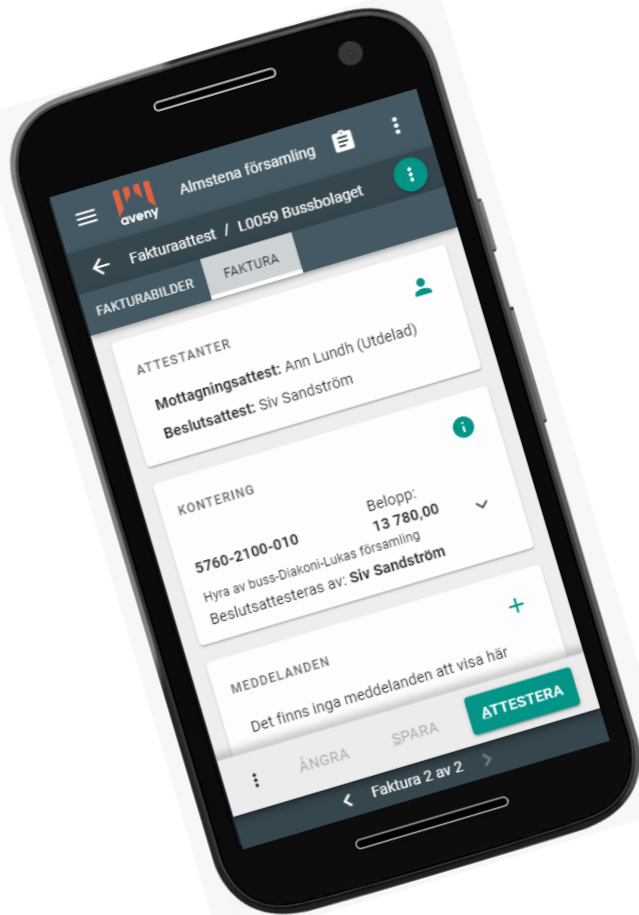 aveny
Almstena församling
Fakturaattest / L0059 Bussbolaget
FAKTURABILDER
FAKTURA
ATTESTANTER
Mottagningsattest: Ann Lundh (Utdelad)
Beslutsattest: Siv Sandström
KONTERING
Belopp:
5760-2100-010
13 780,00
Hyra av buss-Diakoni-Lukas församling
Beslutsattesteras av: Siv Sandström
MEDDELANDEN
Det finns inga meddelanden att visa här
ÅNGRA
SPARA
ATTESTERA
Faktura 2 av 2